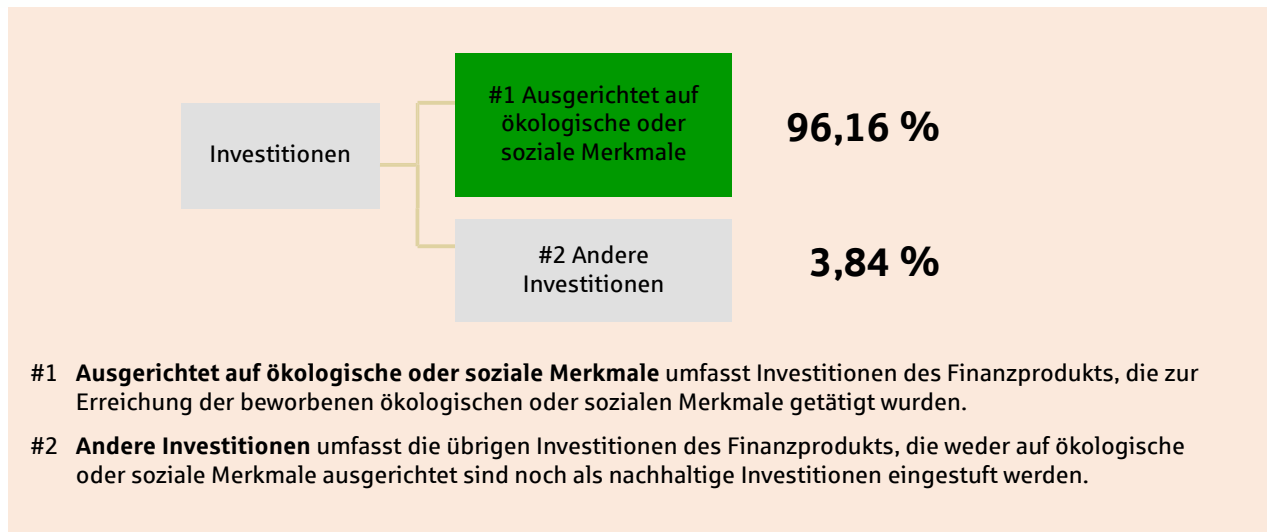 #1 Ausgerichtet auf
ökologische oder
soziale Merkmale
96,16 %
Investitionen
#2 Andere
Investitionen
3,84 %
#1 Ausgerichtet auf ökologische oder soziale Merkmale umfasst Investitionen des Finanzprodukts, die zur
Erreichung der beworbenen ökologischen oder sozialen Merkmale getätigt wurden.
#2 Andere Investitionen umfasst die übrigen Investitionen des Finanzprodukts, die weder auf ökologische
oder soziale Merkmale ausgerichtet sind noch als nachhaltige Investitionen eingestuft werden.